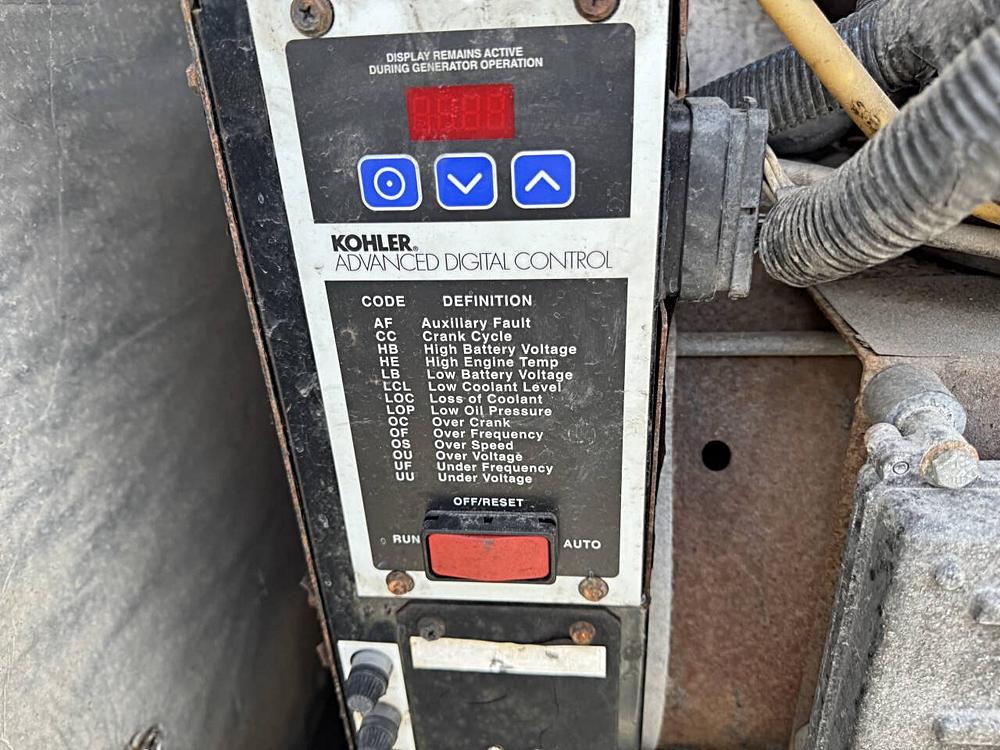 DISPLAY REMAINS ACTIVE
DURING GENERATOR OPERATION
KOHLER®
ADVANCED DIGITAL CONTROL
CODE DEFINITION
AF Auxiliary Fault
CC Crank Cycle
HB High Battery Voltage
HE High Engine Temp
LB Low Battery Voltage
LCL Low Coolant Level
LOC Loss of Coolant
LOP Low Oil Pressure
OC Over Crank
OF Over Frequency
OS Over Speed
OU Over Voltage
UF Under Frequency
UU Under Voltage
OFF/RESET
RUN AUTO